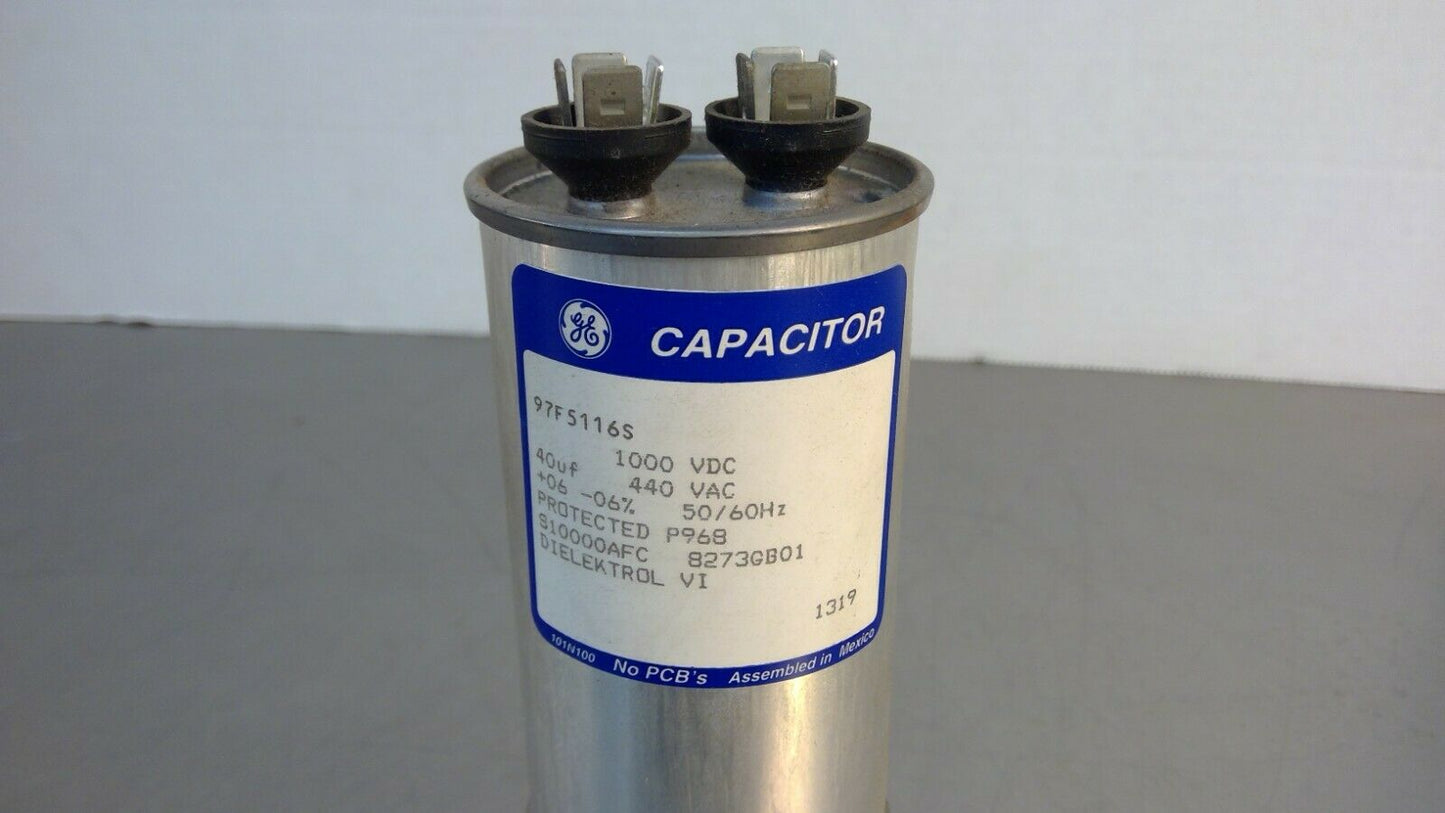 GE CAPACITOR
97F5116S
40uf 1000 VDC
440 VAC
+06 -06% 50/60Hz
PROTECTED P968
S10000AFC 8273GB01
DIELEKTROL VI
1319
101N100 No PCB's Assembled in Mexico